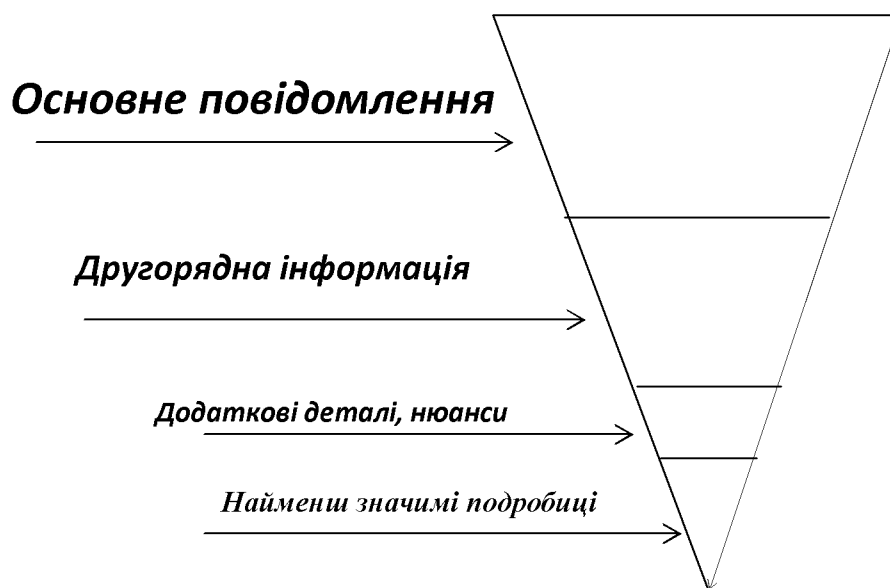 Основне повідомлення
Другорядна інформація
Додаткові деталі, нюанси
Найменш значимі подробиці